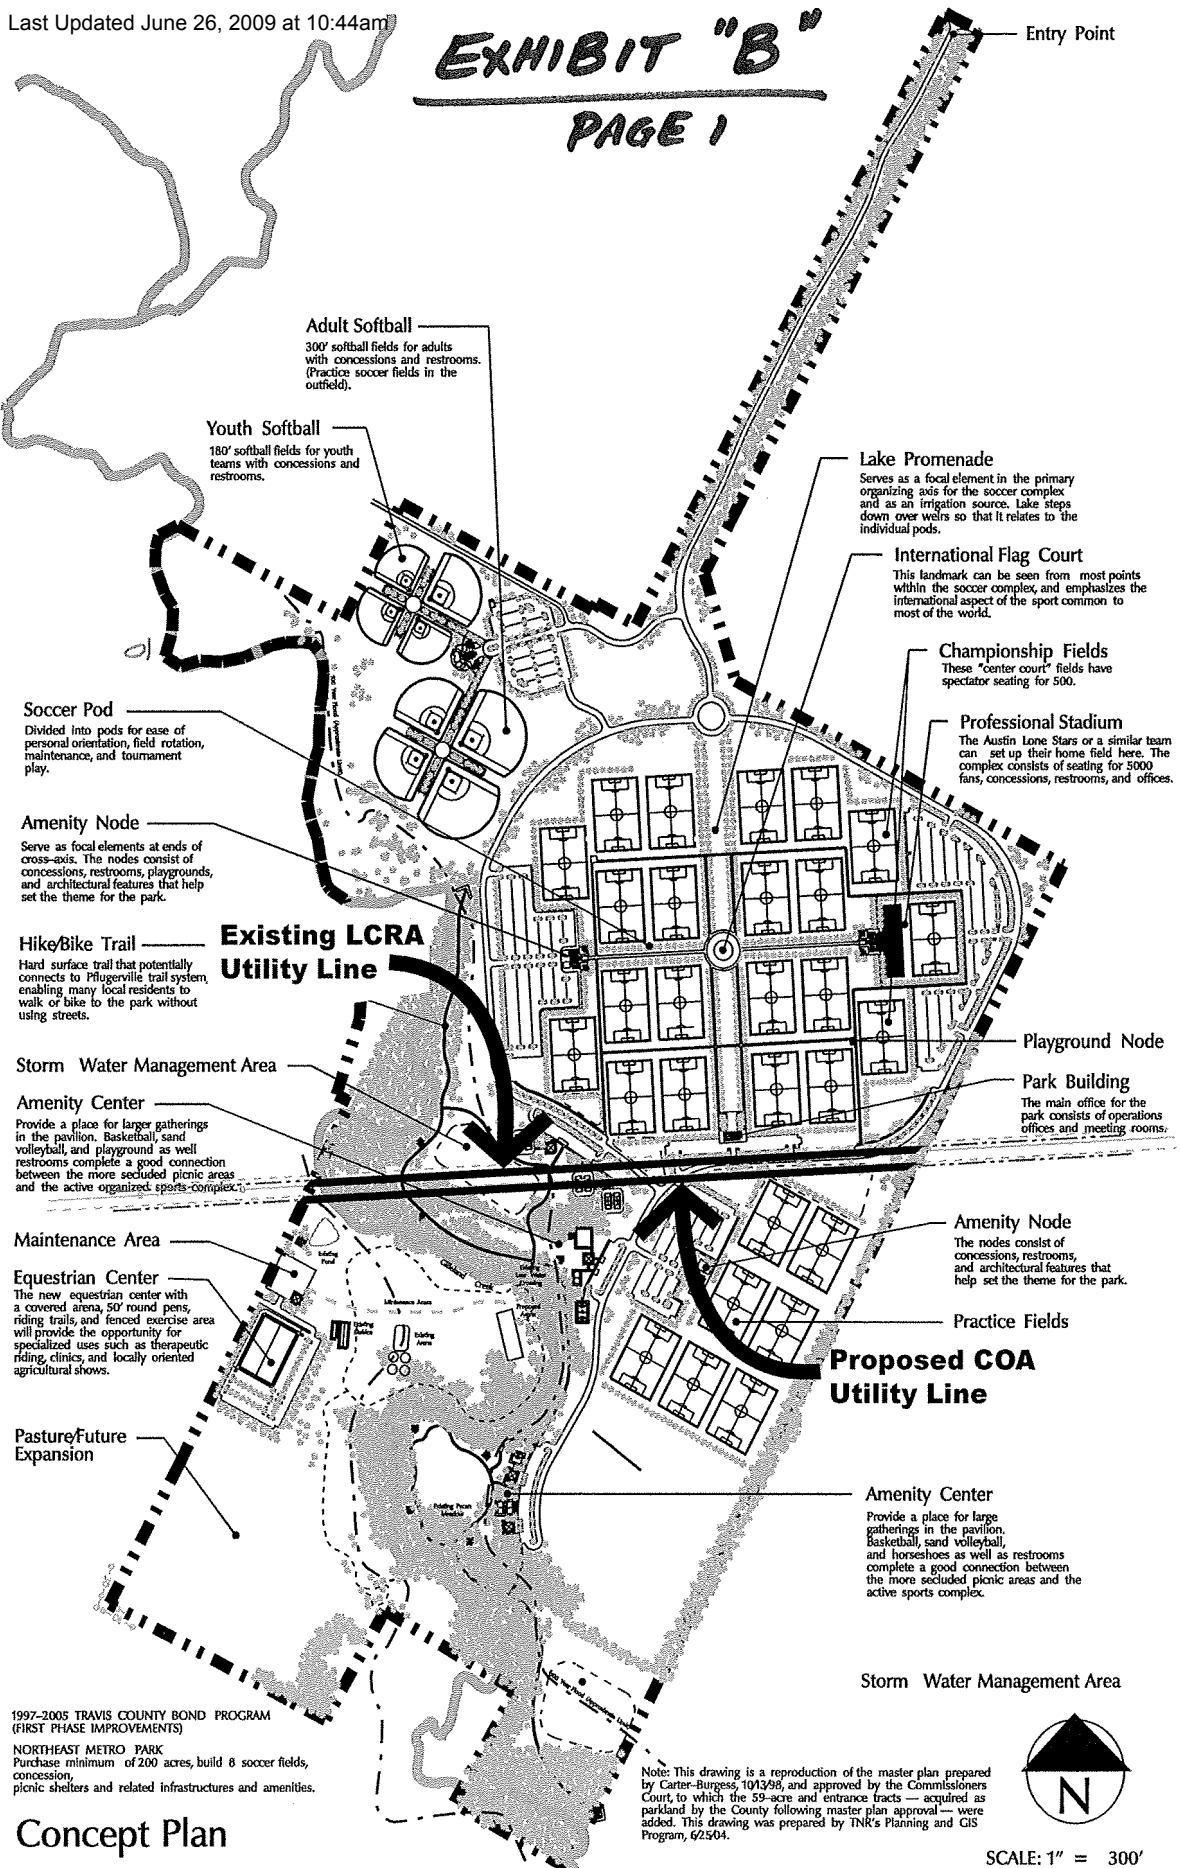 Last Updated June 26, 2009 at 10:44am
EXHIBIT "B"
PAGE 1
Entry Point
Adult Softball
300' softball fields for adults
with concessions and restrooms.
(Practice soccer fields in the
outfield).
Youth Softball
180' softball fields for youth
teams with concessions and
restrooms.
Lake Promenade
Serves as a focal element in the primary
organizing axis for the soccer complex
and as an irrigation source. Lake steps
down over weirs so that it relates to the
individual pods.
International Flag Court
This landmark can be seen from most points
within the soccer complex, and emphasizes the
international aspect of the sport common to
most of the world.
Championship Fields
These "center court" fields have
spectator seating for 500.
Professional Stadium
The Austin Lone Stars or a similar team
can set up their home field here. The
complex consists of seating for 5000
fans, concessions, restrooms, and offices.
Soccer Pod
Divided into pods for ease of
personal orientation, field rotation,
maintenance, and tournament
play.
Amenity Node
Serve as focal elements at ends of
cross-axis. The nodes consist of
concessions, restrooms, playgrounds,
and architectural features that help
set the theme for the park.
Existing LCRA
Utility Line
Hike/Bike Trail
Hard surface trail that potentially
connects to Pflugerville trail system,
enabling many local residents to
walk or bike to the park without
using streets.
Storm Water Management Area
Amenity Center
Provide a place for larger gatherings
in the pavilion. Basketball, sand
volleyball, and playground as well
restrooms complete a good connection
between the more secluded picnic areas
and the active organized sports-complex.
Playground Node
Park Building
The main office for the
park consists of operations
offices and meeting rooms.
Maintenance Area
Equestrian Center
The new equestrian center with
a covered arena, 50' round pens,
riding trails, and fenced exercise area
will provide the opportunity for
specialized uses such as therapeutic
riding, clinics, and locally oriented
agricultural shows.
Existing
Pond
Gilleland Creek
Existing
Low Water
Crossing
Maintenance Areas
Existing
Existing
Arena
Amenity Node
The nodes consist of
concessions, restrooms,
and architectural features that
help set the theme for the park.
Practice Fields
Proposed COA
Utility Line
Pasture/Future
Expansion
Existing Pecan
Meadow
Amenity Center
Provide a place for large
gatherings in the pavilion.
Basketball, sand volleyball,
and horseshoes as well as restrooms
complete a good connection between
the more secluded picnic areas and the
active sports complex.
Storm Water Management Area
1997-2005 TRAVIS COUNTY BOND PROGRAM
(FIRST PHASE IMPROVEMENTS)
NORTHEAST METRO PARK
Purchase minimum of 200 acres, build 8 soccer fields,
concession,
picnic shelters and related infrastructures and amenities.
Concept Plan
Note: This drawing is a reproduction of the master plan prepared
by Carter-Burgess, 10/13/98, and approved by the Commissioners
Court, to which the 59-acre and entrance tracts — acquired as
parkland by the County following master plan approval — were
added. This drawing was prepared by TNR's Planning and GIS
Program, 6/25/04.
N
SCALE: 1" = 300'